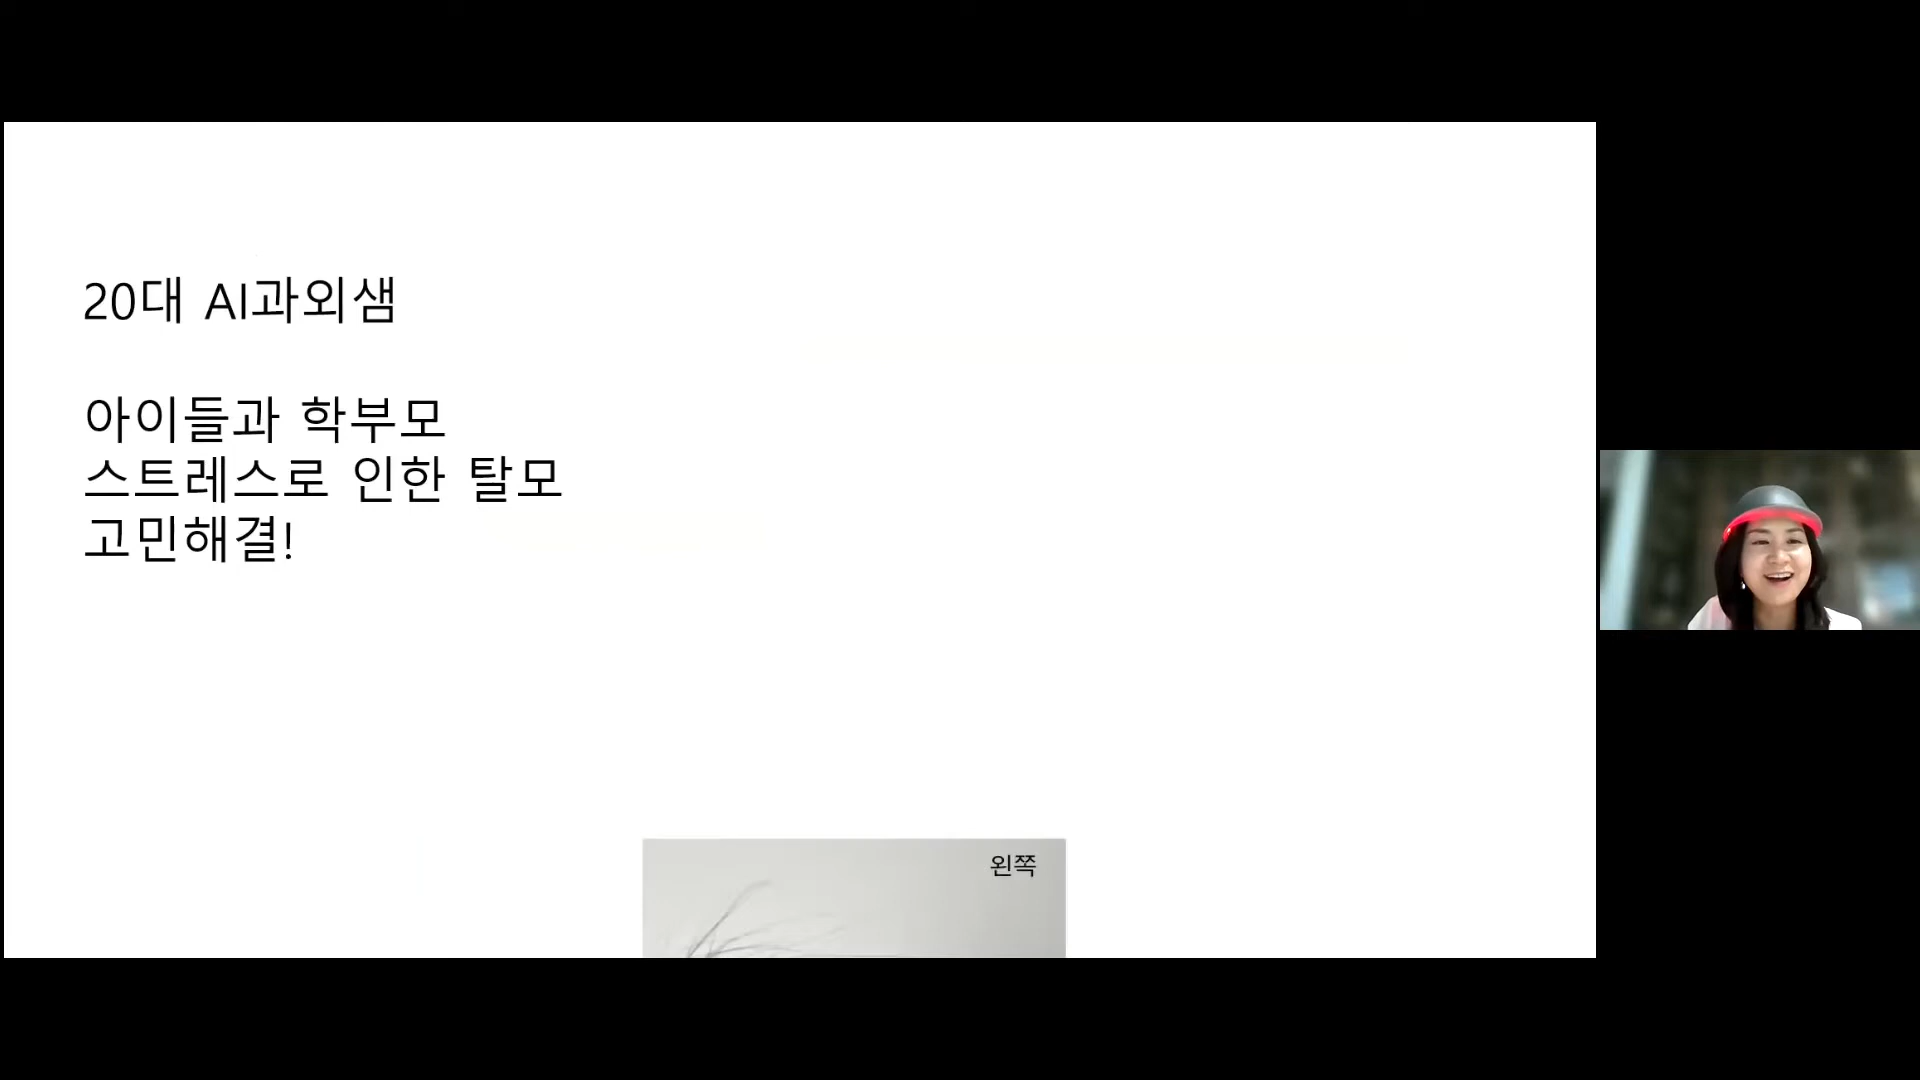 20대 AI과외샘
아이들과 학부모
스트레스로 인한 탈모
고민해결!
왼쪽